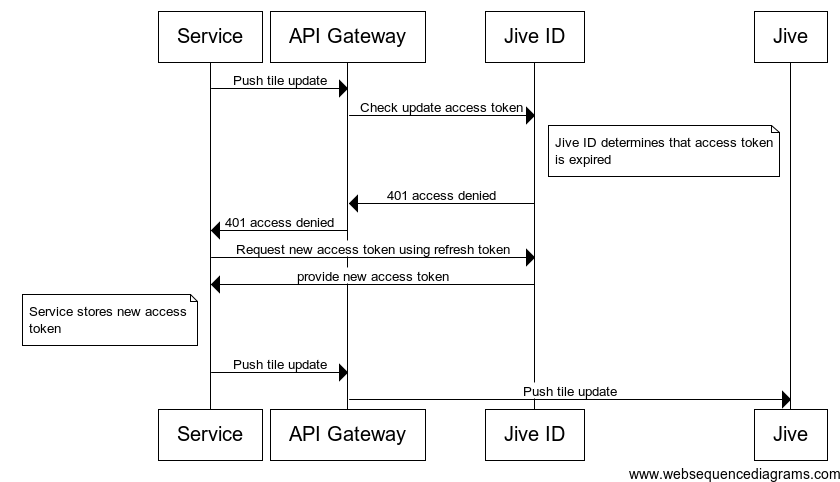 Service
API Gateway
Jive ID
Jive
Push tile update
Check update access token
Jive ID determines that access token
is expired
401 access denied
401 access denied
Request new access token using refresh token
provide new access token
Service stores new access
token
Push tile update
Push tile update
Service
API Gateway
Jive ID
Jive
www.websequencediagrams.com